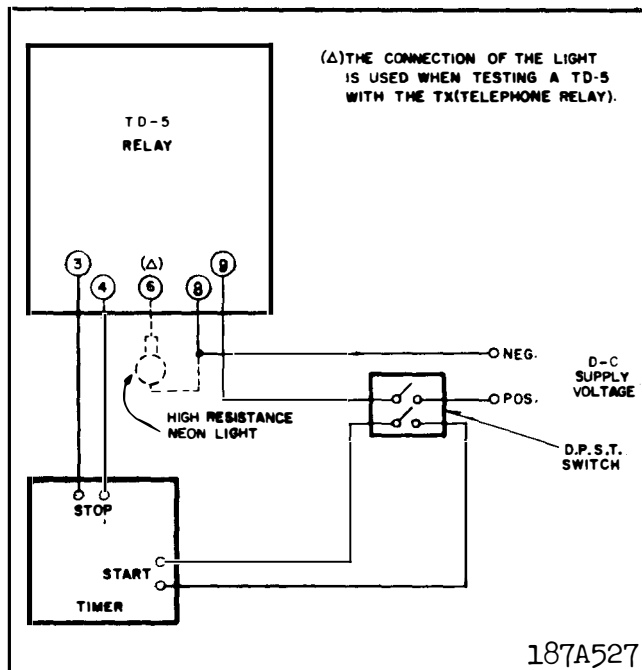 (Δ)THE CONNECTION OF THE LIGHT
IS USED WHEN TESTING A TD-5
WITH THE TX(TELEPHONE RELAY).
TD-5
RELAY
3
4
(Δ)
6
8
9
NEG.
D-C
SUPPLY
VOLTAGE
POS.
HIGH RESISTANCE
NEON LIGHT
D.P.S.T.
SWITCH
STOP
START
TIMER
187A527